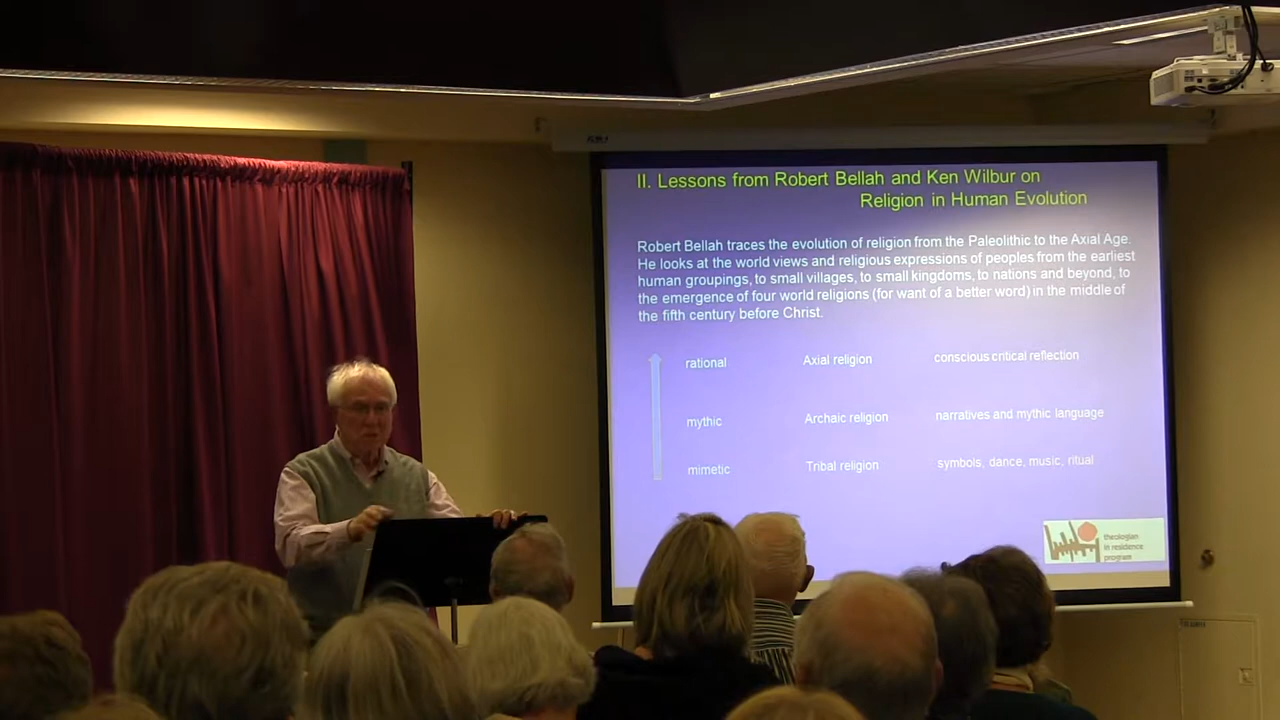 II. Lessons from Robert Bellah and Ken Wilbur on
Religion in Human Evolution
Robert Bellah traces the evolution of religion from the Paleolithic to the Axial Age.
He looks at the world views and religious expressions of peoples from the earliest
human groupings, to small villages, to small kingdoms, to nations and beyond, to
the emergence of four world religions (for want of a better word) in the middle of
the fifth century before Christ.
rational Axial religion conscious critical reflection
mythic Archaic religion narratives and mythic language
mimetic Tribal religion symbols, dance, music, ritual
theologian
in residence
program